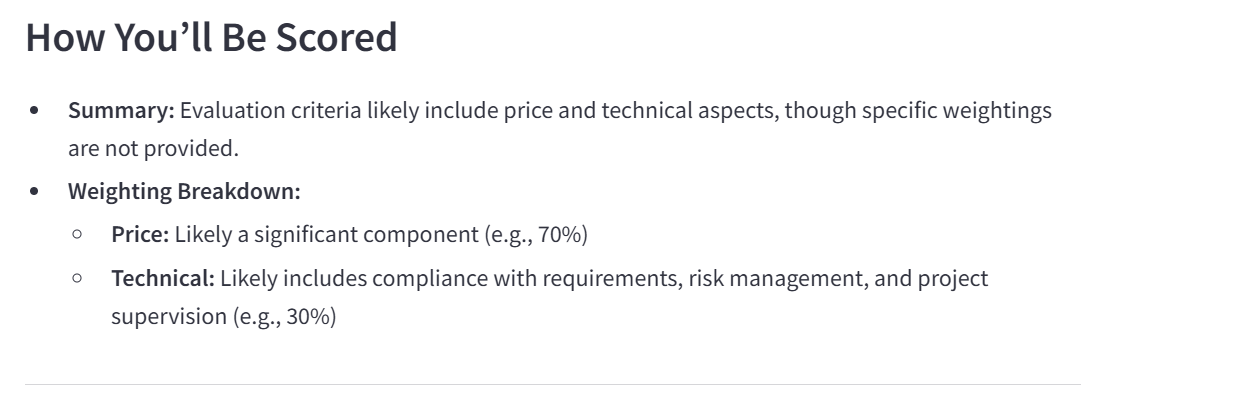 How You’ll Be Scored
• Summary: Evaluation criteria likely include price and technical aspects, though specific weightings
are not provided.
• Weighting Breakdown:
○ Price: Likely a significant component (e.g., 70%)
○ Technical: Likely includes compliance with requirements, risk management, and project
supervision (e.g., 30%)